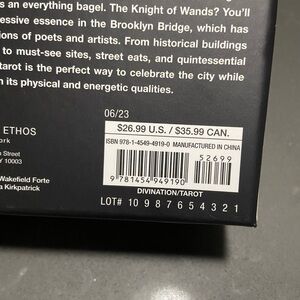 s an everything bagel. The Knight of Wands? You'll
ressive essence in the Brooklyn Bridge, which has
ions of poets and artists. From historical buildings
to must-see sites, street eats, and quintessential
tarot is the perfect way to celebrate the city while
n its physical and energetic qualities.
06/23
$26.99 U.S. / $35.99 CAN.
ETHOS
ork
s Street
Y 10003
Wakefield Forte
a Kirkpatrick
ISBN 978-1-4549-4919-0 MANUFACTURED IN CHINA
52699
9 781454 949190
DIVINATION/TAROT
LOT# 10 9 8 7 6 5 4 3 2 1